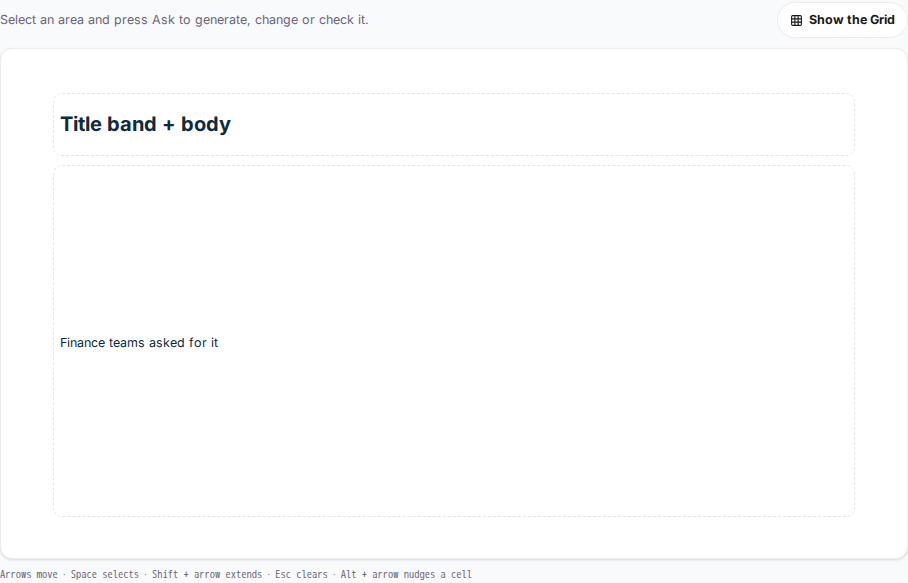 Select an area and press Ask to generate, change or check it.
Show the Grid
Title band + body
Finance teams asked for it
Arrows move · Space selects · Shift + arrow extends · Esc clears · Alt + arrow nudges a cell